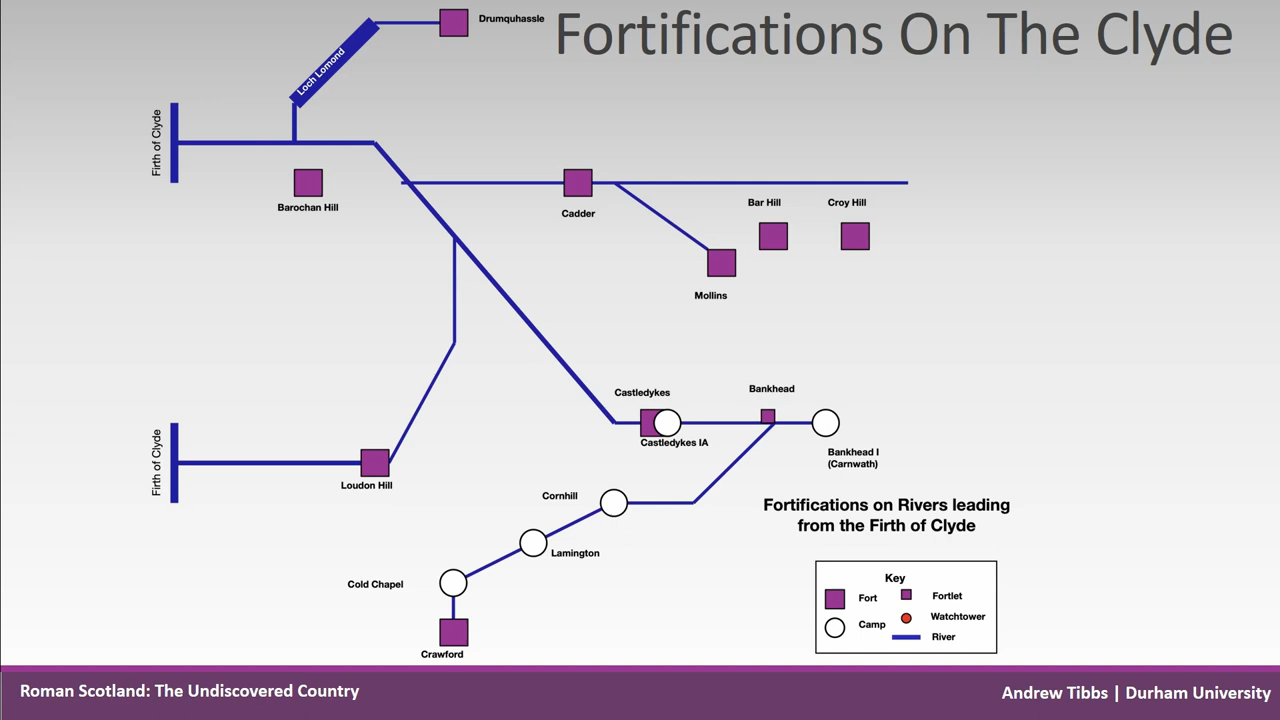 Fortifications On The Clyde
Drumquhassle
Loch Lomond
Firth of Clyde
Barochan Hill
Cadder
Bar Hill
Croy Hill
Mollins
Castledykes
Bankhead
Castledykes IA
Bankhead I
(Carnwath)
Firth of Clyde
Loudon Hill
Cornhill
Lamington
Cold Chapel
Crawford
Fortifications on Rivers leading
from the Firth of Clyde
Key
Fort
Fortlet
Camp
Watchtower
River
Roman Scotland: The Undiscovered Country
Andrew Tibbs | Durham University